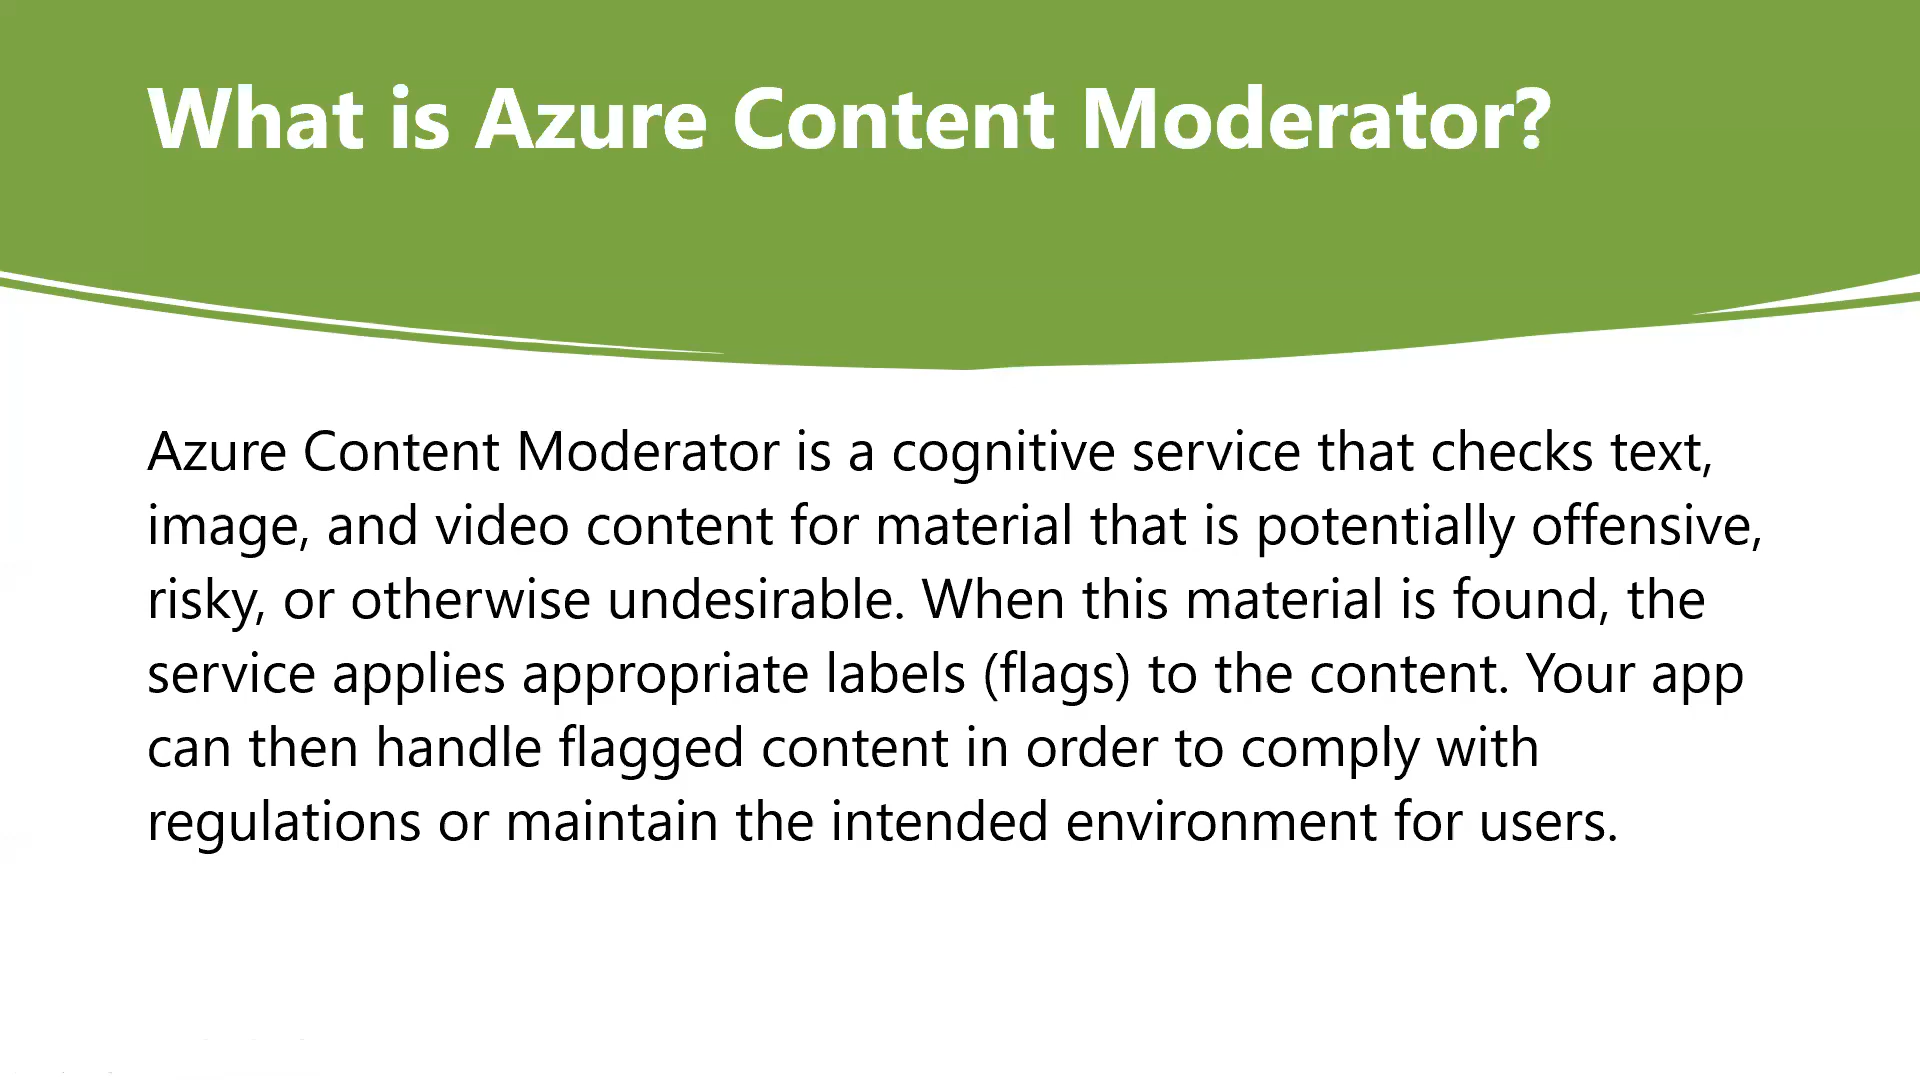 What is Azure Content Moderator?
Azure Content Moderator is a cognitive service that checks text,
image, and video content for material that is potentially offensive,
risky, or otherwise undesirable. When this material is found, the
service applies appropriate labels (flags) to the content. Your app
can then handle flagged content in order to comply with
regulations or maintain the intended environment for users.